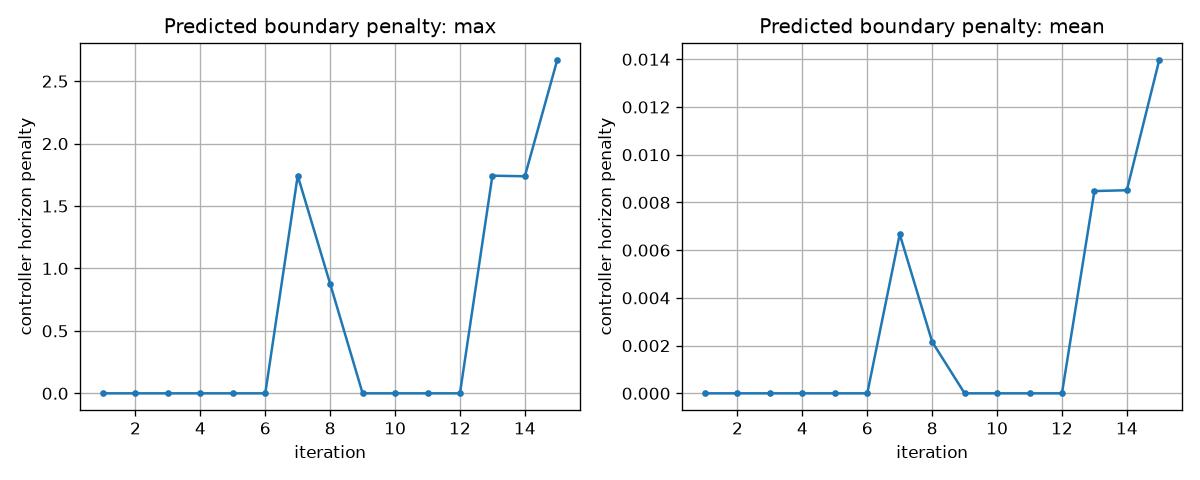 Predicted boundary penalty: max
controller horizon penalty
2.5
2.0
1.5
1.0
0.5
0.0
2 4 6 8 10 12 14
iteration
Predicted boundary penalty: mean
controller horizon penalty
0.014
0.012
0.010
0.008
0.006
0.004
0.002
0.000
2 4 6 8 10 12 14
iteration